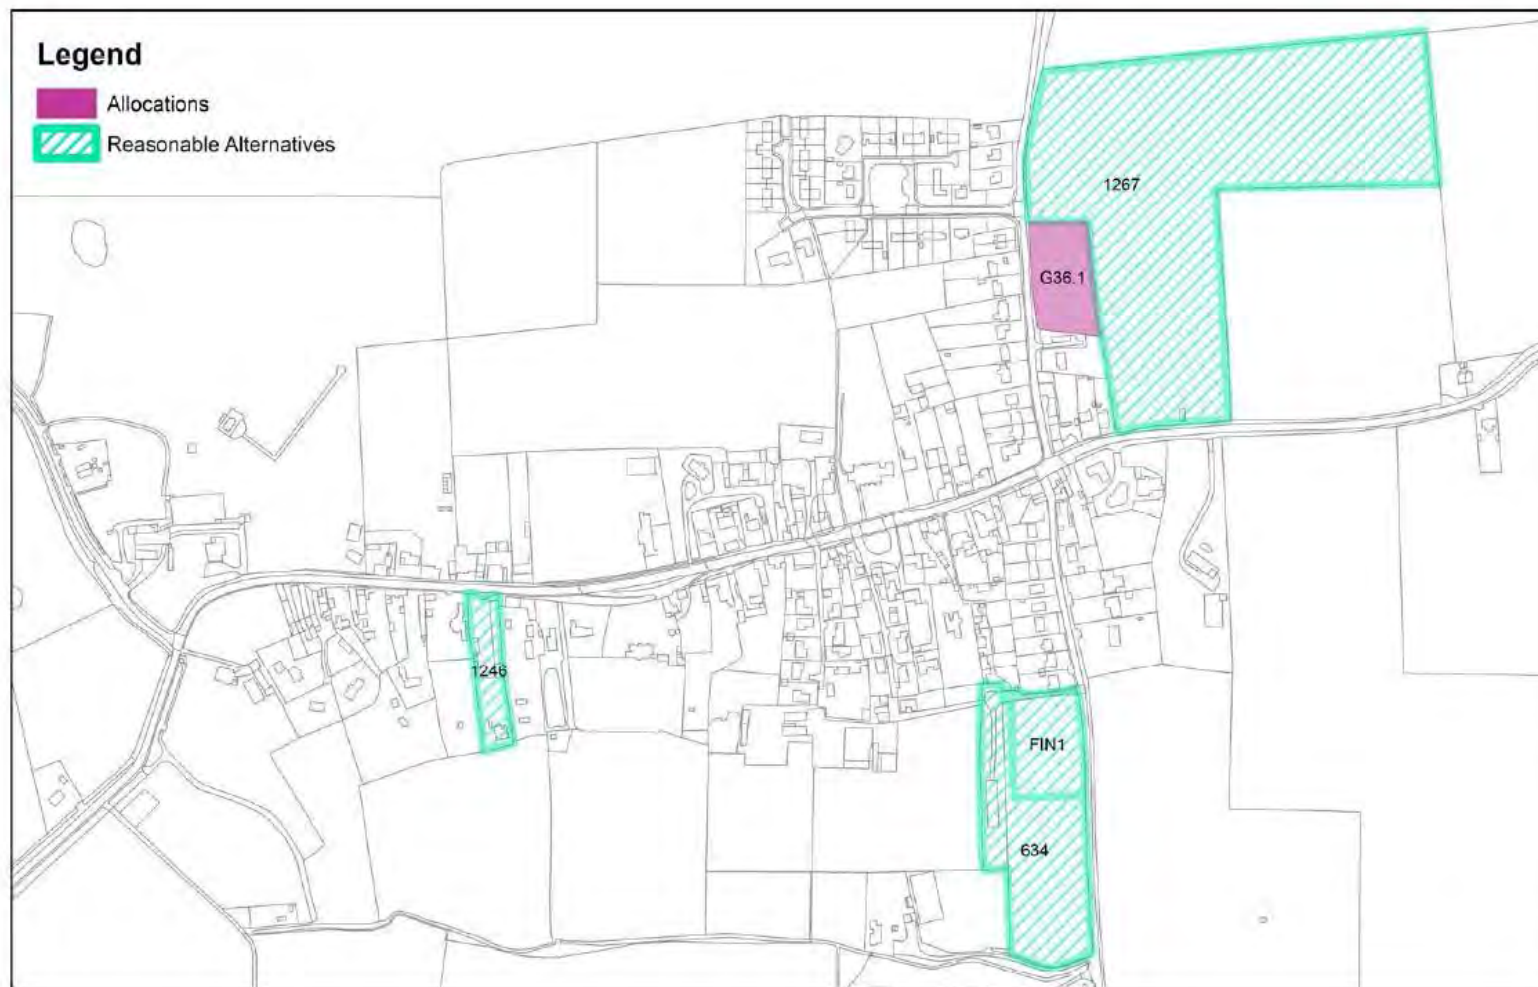 Legend
Allocations
Reasonable Alternatives
1267
G36.1
1246
FIN1
634